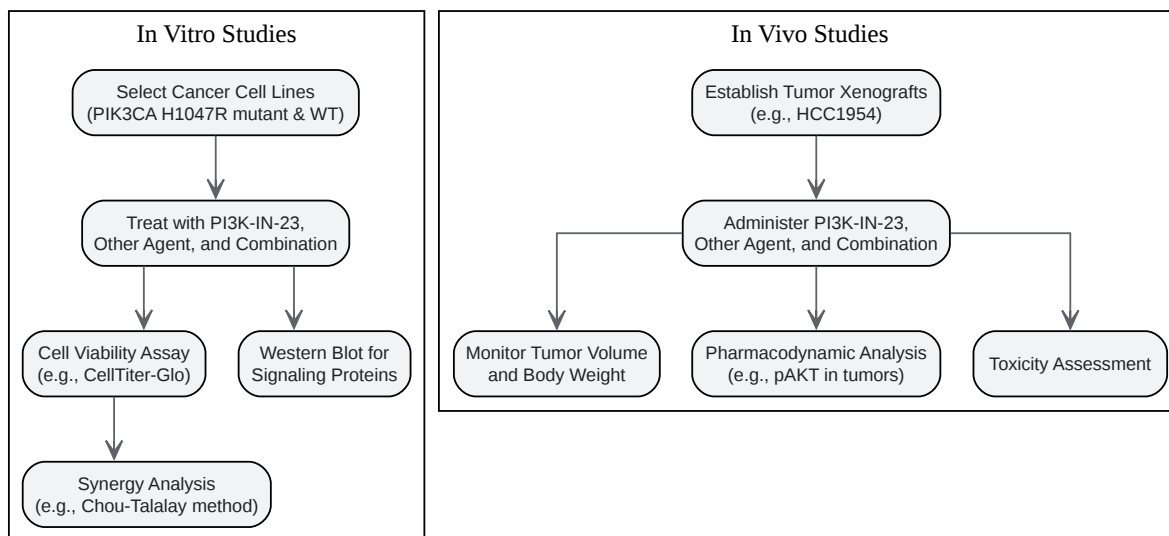 In Vitro Studies
Select Cancer Cell Lines
(PIK3CA H1047R mutant & WT)
Treat with PI3K-IN-23,
Other Agent, and Combination
Cell Viability Assay
(e.g., CellTiter-Glo)
Western Blot for
Signaling Proteins
Synergy Analysis
(e.g., Chou-Talalay method)
In Vivo Studies
Establish Tumor Xenografts
(e.g., HCC1954)
Administer PI3K-IN-23,
Other Agent, and Combination
Monitor Tumor Volume
and Body Weight
Pharmacodynamic Analysis
(e.g., pAKT in tumors)
Toxicity Assessment